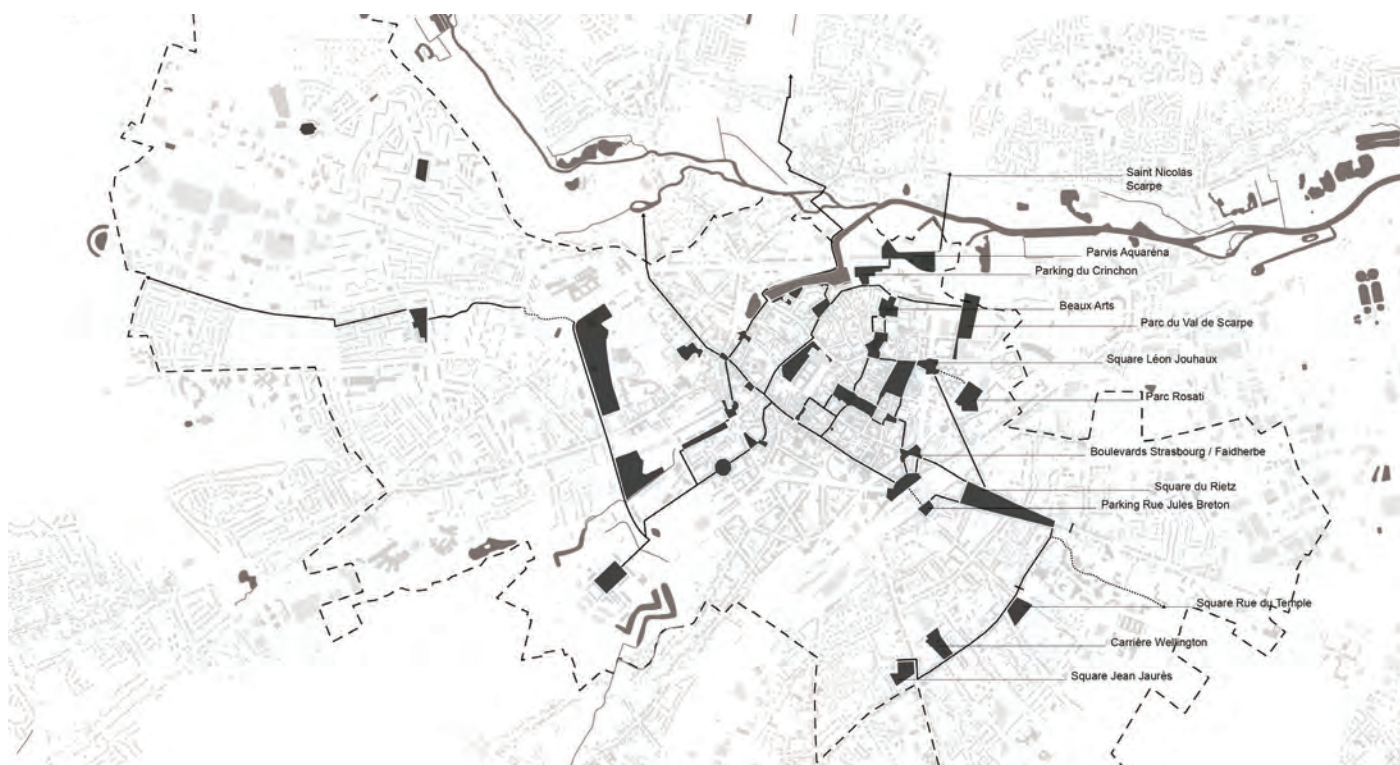 Saint Nicolas
Scarpe
Parvis Aquaréna
Parking du Crinchon
Beaux Arts
Parc du Val de Scarpe
Square Léon Jouhaux
Parc Rosati
Boulevards Strasbourg / Faidherbe
Square du Rietz
Parking Rue Jules Breton
Square Rue du Temple
Carrière Wellington
Square Jean Jaurès